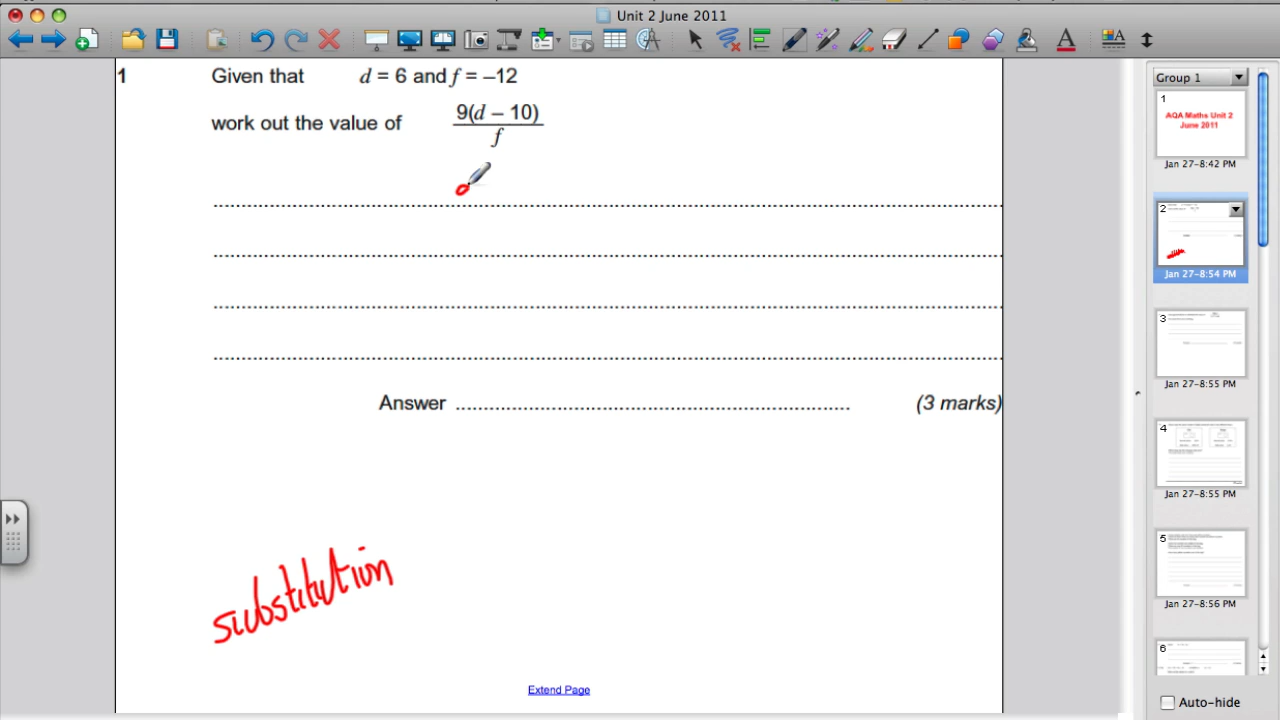 Unit 2 June 2011
1 Given that d = 6 and f = –12
work out the value of 9(d – 10)
f
Answer
(3 marks)
substitution
Extend Page
Group 1
1
AQA Maths Unit 2
June 2011
Jan 27–8:42 PM
2
Jan 27–8:54 PM
3
Jan 27–8:55 PM
4
Jan 27–8:55 PM
5
Jan 27–8:56 PM
6
Auto-hide